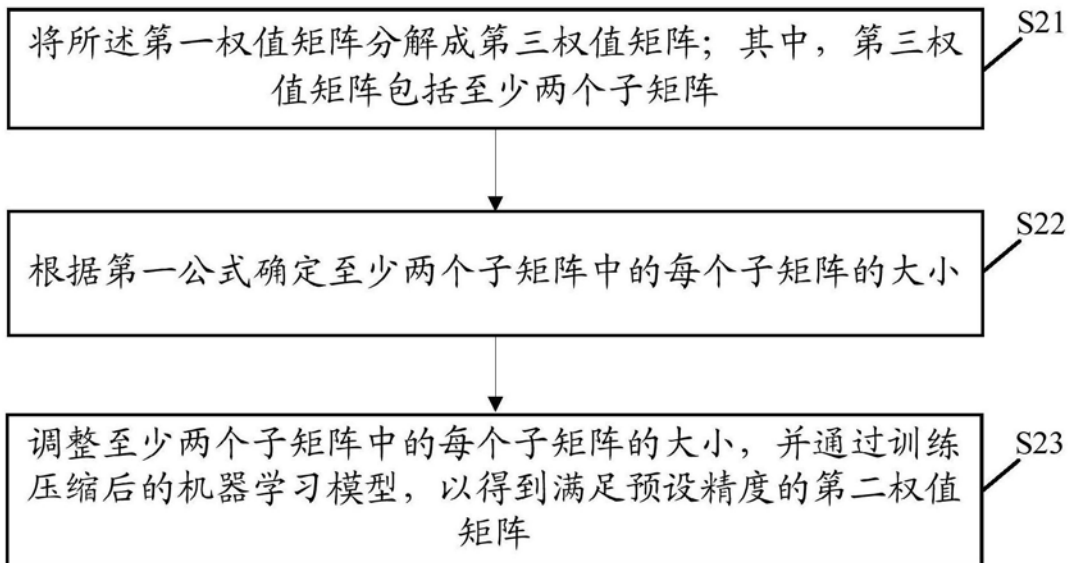 将所述第一权值矩阵分解成第三权值矩阵；其中，第三权
值矩阵包括至少两个子矩阵
S21
根据第一公式确定至少两个子矩阵中的每个子矩阵的大小
S22
调整至少两个子矩阵中的每个子矩阵的大小，并通过训练
压缩后的机器学习模型，以得到满足预设精度的第二权值
矩阵
S23